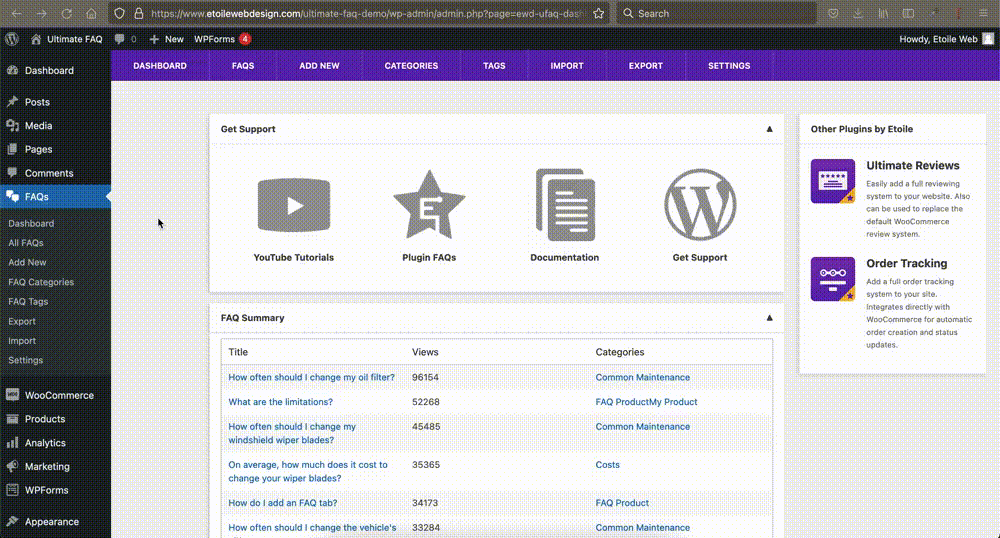 https://www.etoilewebdesign.com/ultimate-faq-demo/wp-admin/admin.php?page=ewd-ufaq-das
Search
Ultimate FAQ
0
New
WPForms 4
Howdy, Etoile Web
Dashboard
Posts
Media
Pages
Comments
FAQs
Dashboard
All FAQs
Add New
FAQ Categories
FAQ Tags
Export
Import
Settings
WooCommerce
Products
Analytics
Marketing
WPForms
Appearance
DASHBOARD
FAQS
ADD NEW
CATEGORIES
TAGS
IMPORT
EXPORT
SETTINGS
Get Support
YouTube Tutorials
Plugin FAQs
Documentation
Get Support
FAQ Summary
Title Views Categories
How often should I change my oil filter? 96154 Common Maintenance
What are the limitations? 52268 FAQ ProductMy Product
How often should I change my 45485 Common Maintenance
windshield wiper blades?
On average, how much does it cost to 35365 Costs
change your wiper blades?
How do I add an FAQ tab? 34173 FAQ Product
How often should I change the vehicle's 33284 Common Maintenance
Other Plugins by Etoile
Ultimate Reviews
Easily add a full reviewing
system to your website. Also
can be used to replace the
default WooCommerce
review system.
Order Tracking
Add a full order tracking
system to your site.
Integrates directly with
WooCommerce for automatic
order creation and status
updates.